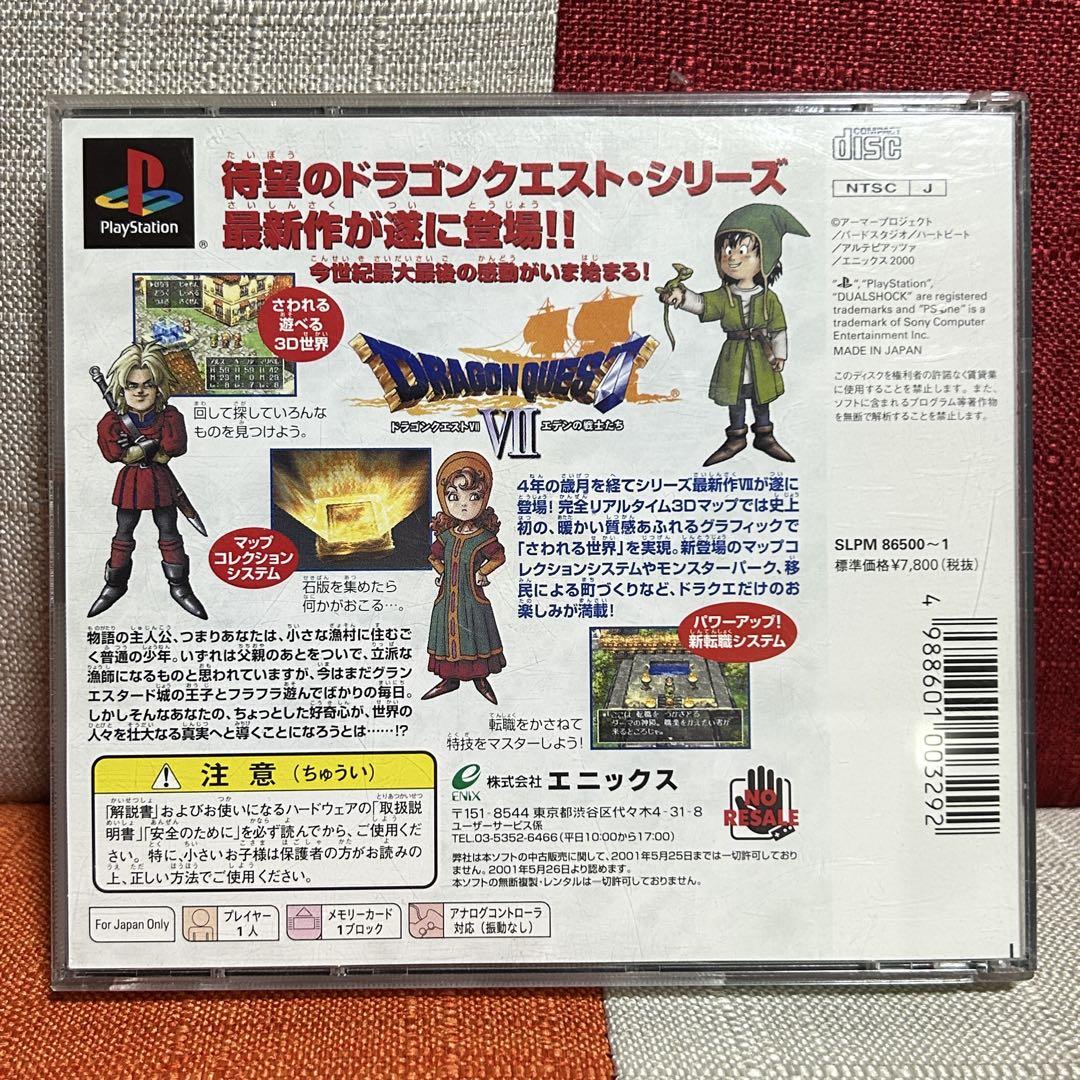 PlayStation
®
待望のドラゴンクエスト・シリーズ
最新作が遂に登場!!
今世紀最大最後の感動がいま始まる!
さわれる
遊べる
3D世界
回して探していろんな
ものを見つけよう。
DRAGON QUEST
®
VII
ドラゴンクエストVII
エデンの戦士たち
マップ
コレクション
システム
石版を集めたら
何かがおこる…。
4年の歳月を経てシリーズ最新作VIIが遂に
登場!完全リアルタイム3Dマップでは史上
初の、暖かい質感あふれるグラフィックで
「さわれる世界」を実現。新登場のマップコ
レクションシステムやモンスターパーク、移
民による町づくりなど、ドラクエだけのお
楽しみが満載!
パワーアップ!
新転職システム
ここは 転職を つかさどる
ダーマの神殿。職業をかえたい者が
来るところじゃ。
転職をかさねて
特技をマスターしよう!
物語の主人公、つまりあなたは、小さな漁村に住むご
く普通の少年。いずれは父親のあとをついで、立派な
漁師になるものと思われていますが、今はまだグラン
エスタード城の王子とフラフラ遊んでばかりの毎日。
しかしそんなあなたの、ちょっとした好奇心が、世界の
人々を壮大なる真実へと導くことになろうとは……!?
注意(ちゅうい)
「解説書」およびお使いになるハードウェアの「取扱説
明書」「安全のために」を必ず読んでから、ご使用くだ
さい。特に、小さいお子様は保護者の方がお読みの
上、正しい方法でご使用ください。
For Japan Only
プレイヤー
1人
メモリーカード
1ブロック
アナログコントローラ
対応(振動なし)
ENIX
株式会社 エニックス
〒151-8544 東京都渋谷区代々木4-31-8
ユーザーサービス係
TEL.03-5352-6466(平日10:00から17:00)
弊社は本ソフトの中古販売に関して、2001年5月25日までは一切許可しており
ません。2001年5月26日より認めます。
本ソフトの無断複製・レンタルは一切許可しておりません。
NO
RESALE
COMPACT
disc
NTSC J
©アーマープロジェクト
/バードスタジオ/ハートビート
/アルテピアッツァ
/エニックス 2000
"PlayStation",
"DUALSHOCK" are registered
trademarks and "PS one" is a
trademark of Sony Computer
Entertainment Inc.
MADE IN JAPAN
このディスクを権利者の許諾なく賃貸業
に使用することを禁止します。また、
ソフトに含まれるプログラム等著作物
を無断で解析することを禁止します。
SLPM 86500~1
標準価格¥7,800(税抜)
4 988601 003292